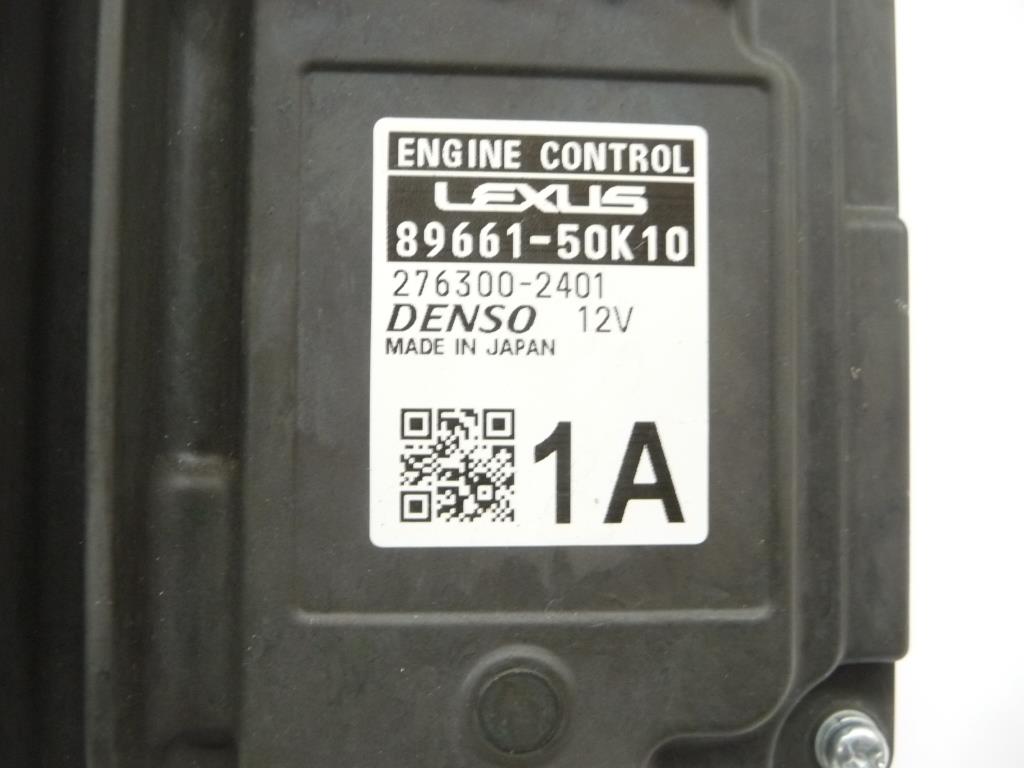 ENGINE CONTROL
LEXUS
89661-50K10
276300-2401
DENSO 12V
MADE IN JAPAN
1A